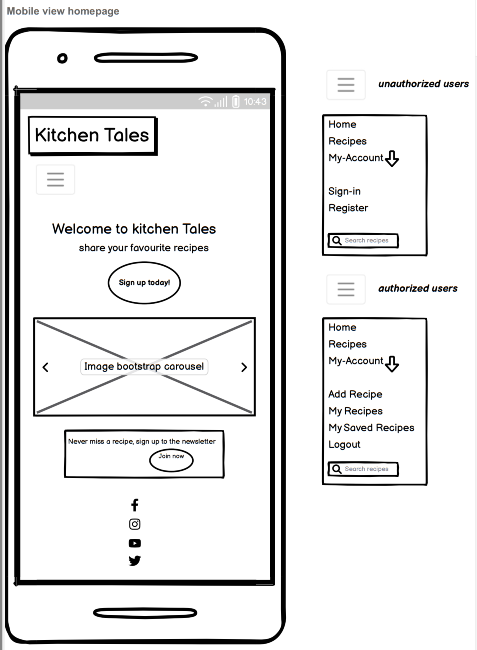 Mobile view homepage
10:43
Kitchen Tales
Welcome to kitchen Tales
share your favourite recipes
Sign up today!
Image bootstrap carousel
Never miss a recipe, sign up to the newsletter
Join now
unauthorized users
Home
Recipes
My-Account
Sign-in
Register
Search recipes
authorized users
Home
Recipes
My-Account
Add Recipe
My Recipes
My Saved Recipes
Logout
Search recipes